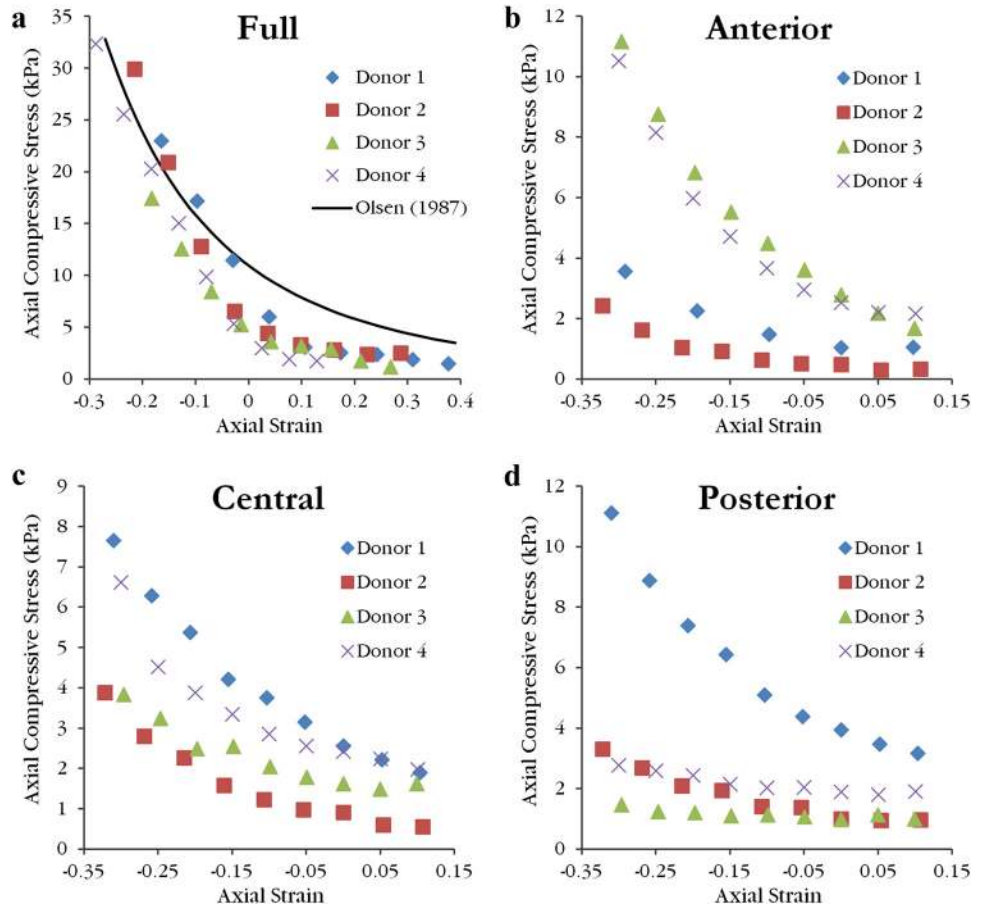 a
Full
Axial Compressive Stress (kPa)
35
30
25
20
15
10
5
0
-0.3 -0.2 -0.1 0 0.1 0.2 0.3 0.4
Axial Strain
Donor 1
Donor 2
Donor 3
Donor 4
Olsen (1987)
b
Anterior
Axial Compressive Stress (kPa)
12
10
8
6
4
2
0
-0.35 -0.25 -0.15 -0.05 0.05 0.15
Axial Strain
Donor 1
Donor 2
Donor 3
Donor 4
c
Central
Axial Compressive Stress (kPa)
9
8
7
6
5
4
3
2
1
0
-0.35 -0.25 -0.15 -0.05 0.05 0.15
Axial Strain
Donor 1
Donor 2
Donor 3
Donor 4
d
Posterior
Axial Compressive Stress (kPa)
12
10
8
6
4
2
0
-0.35 -0.25 -0.15 -0.05 0.05 0.15
Axial Strain
Donor 1
Donor 2
Donor 3
Donor 4